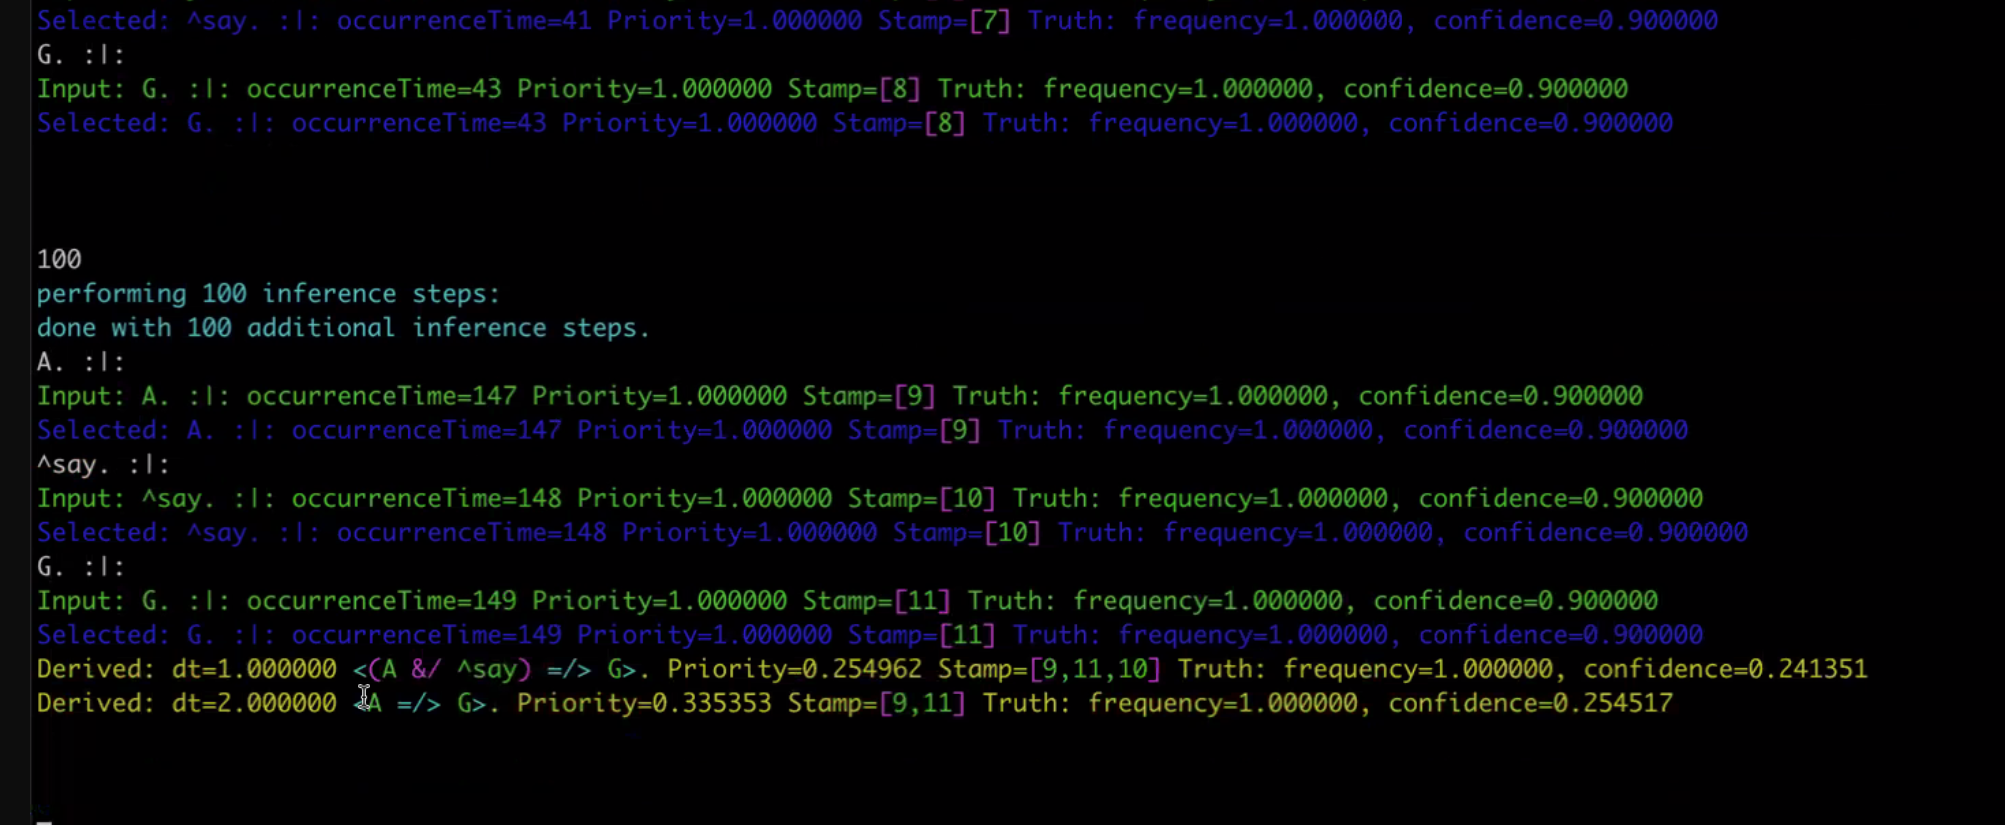 Selected: ^say. :|: occurrenceTime=41 Priority=1.000000 Stamp=[7] Truth: frequency=1.000000, confidence=0.900000
G. :|:
Input: G. :|: occurrenceTime=43 Priority=1.000000 Stamp=[8] Truth: frequency=1.000000, confidence=0.900000
Selected: G. :|: occurrenceTime=43 Priority=1.000000 Stamp=[8] Truth: frequency=1.000000, confidence=0.900000
100
performing 100 inference steps:
done with 100 additional inference steps.
A. :|:
Input: A. :|: occurrenceTime=147 Priority=1.000000 Stamp=[9] Truth: frequency=1.000000, confidence=0.900000
Selected: A. :|: occurrenceTime=147 Priority=1.000000 Stamp=[9] Truth: frequency=1.000000, confidence=0.900000
^say. :|:
Input: ^say. :|: occurrenceTime=148 Priority=1.000000 Stamp=[10] Truth: frequency=1.000000, confidence=0.900000
Selected: ^say. :|: occurrenceTime=148 Priority=1.000000 Stamp=[10] Truth: frequency=1.000000, confidence=0.900000
G. :|:
Input: G. :|: occurrenceTime=149 Priority=1.000000 Stamp=[11] Truth: frequency=1.000000, confidence=0.900000
Selected: G. :|: occurrenceTime=149 Priority=1.000000 Stamp=[11] Truth: frequency=1.000000, confidence=0.900000
Derived: dt=1.000000 <(A &/ ^say) =/> G>. Priority=0.254962 Stamp=[9,11,10] Truth: frequency=1.000000, confidence=0.241351
Derived: dt=2.000000 <A =/> G>. Priority=0.335353 Stamp=[9,11] Truth: frequency=1.000000, confidence=0.254517